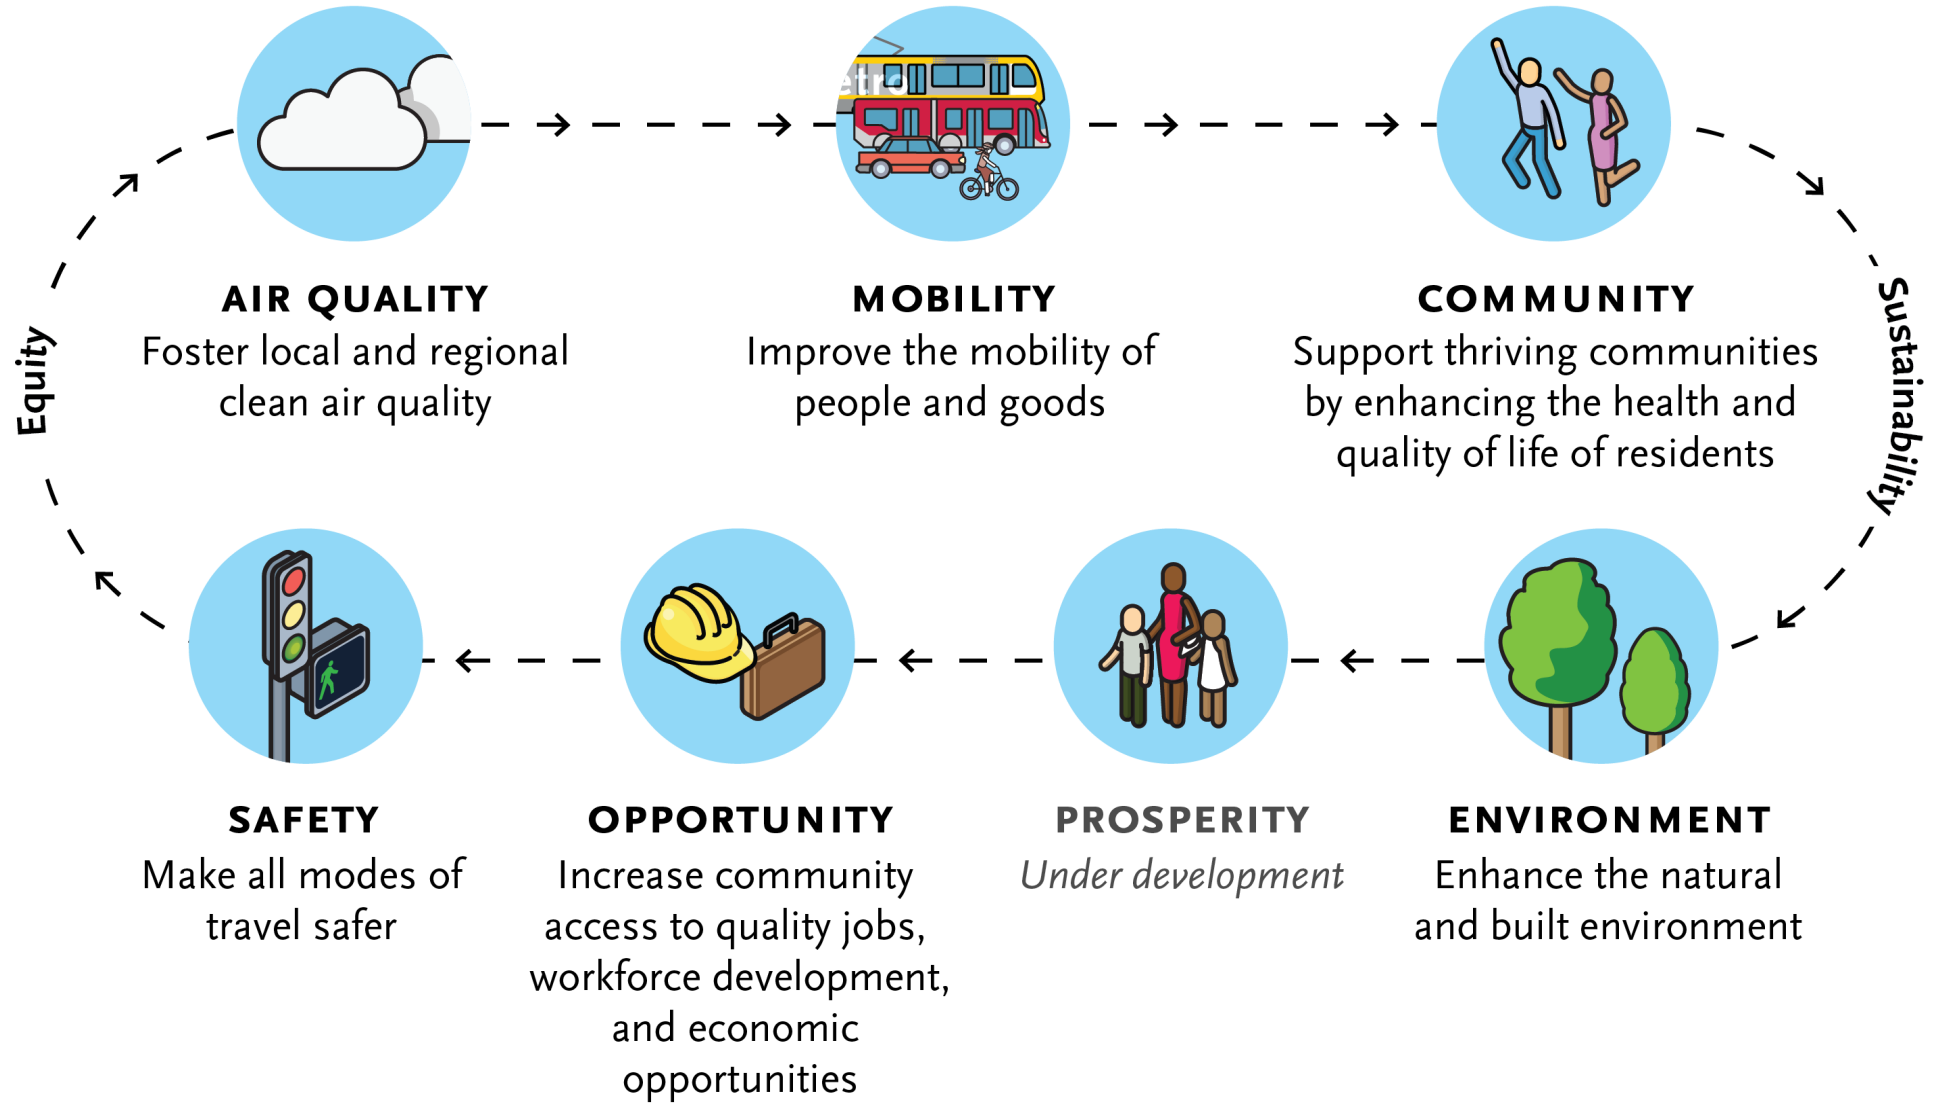 etro
AIR QUALITY
Foster local and regional
clean air quality
MOBILITY
Improve the mobility of
people and goods
COMMUNITY
Support thriving communities
by enhancing the health and
quality of life of residents
Sustainability
Equity
SAFETY
Make all modes of
travel safer
OPPORTUNITY
Increase community
access to quality jobs,
workforce development,
and economic
opportunities
PROSPERITY
Under development
ENVIRONMENT
Enhance the natural
and built environment